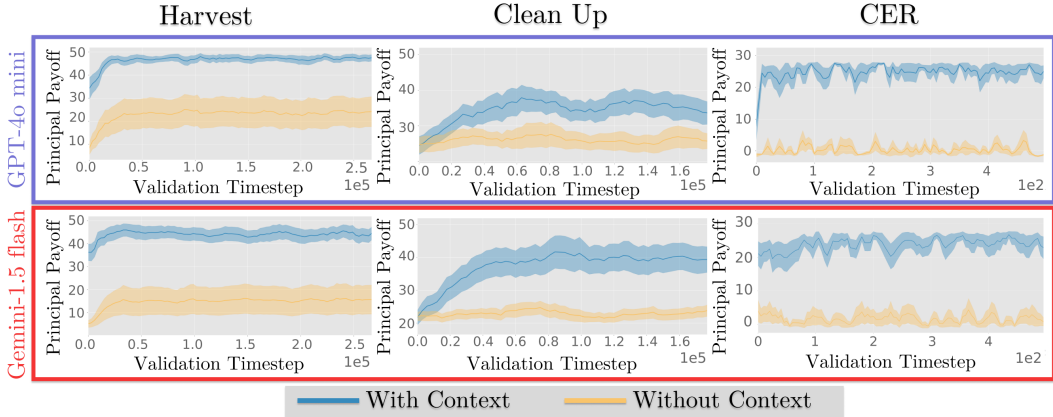 Harvest Clean Up CER
GPT-4o mini
Principal Payoff
50
40
30
20
10
0.0 0.5 1.0 1.5 2.0 2.5
1e5
Validation Timestep
Principal Payoff
50
40
30
0.0 0.2 0.4 0.6 0.8 1.0 1.2 1.4 1.6
1e5
Validation Timestep
Principal Payoff
30
20
10
0
0 1 2 3 4
1e2
Validation Timestep
Gemini-1.5 flash
Principal Payoff
50
40
30
20
10
0.0 0.5 1.0 1.5 2.0 2.5
1e5
Validation Timestep
Principal Payoff
50
40
30
20
0.0 0.2 0.4 0.6 0.8 1.0 1.2 1.4 1.6
1e5
Validation Timestep
Principal Payoff
30
20
10
0
0 1 2 3 4
1e2
Validation Timestep
With Context Without Context